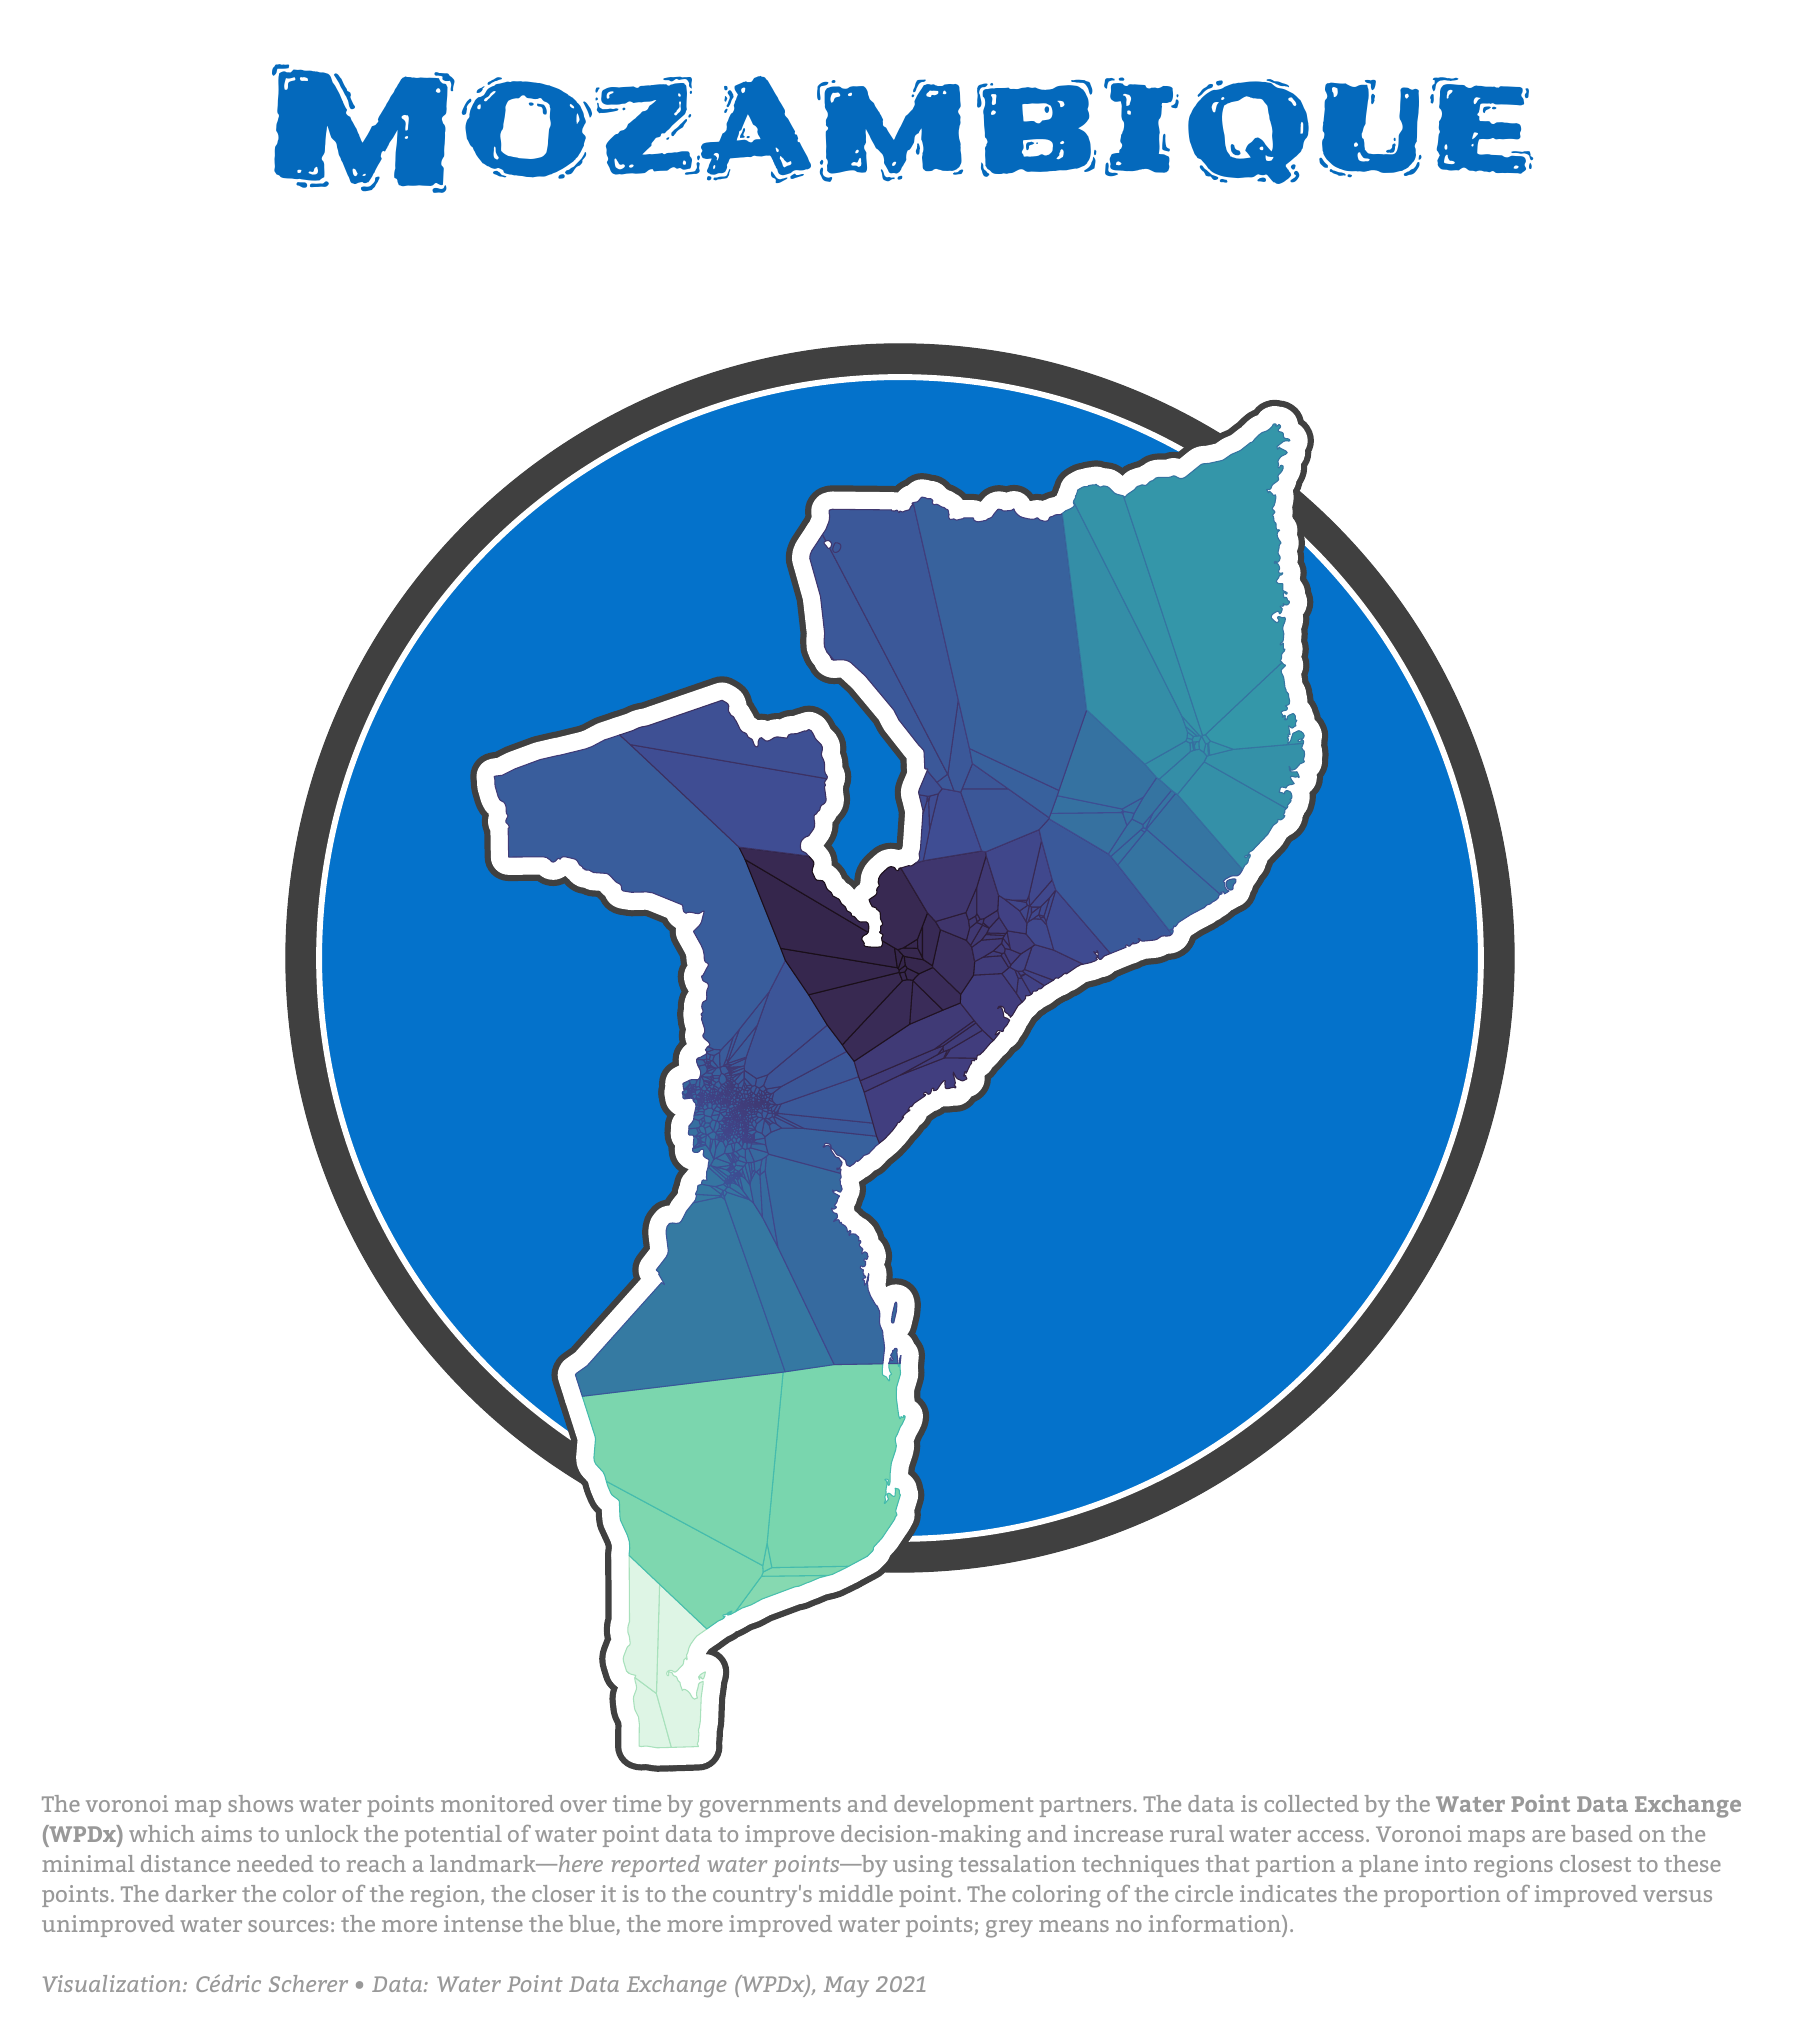 MOZAMBIQUE
The voronoi map shows water points monitored over time by governments and development partners. The data is collected by the Water Point Data Exchange
(WPDx) which aims to unlock the potential of water point data to improve decision-making and increase rural water access. Voronoi maps are based on the
minimal distance needed to reach a landmark—here reported water points—by using tessalation techniques that partion a plane into regions closest to these
points. The darker the color of the region, the closer it is to the country's middle point. The coloring of the circle indicates the proportion of improved versus
unimproved water sources: the more intense the blue, the more improved water points; grey means no information).
Visualization: Cédric Scherer • Data: Water Point Data Exchange (WPDx), May 2021